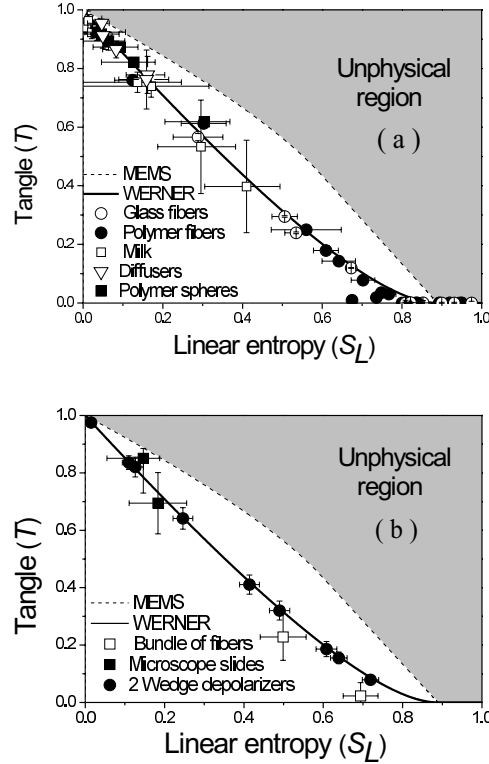 1.0
0.8
0.6
0.4
0.2
0.0
Tangle (T)
Unphysical
region
( a )
MEMS
WERNER
Glass fibers
Polymer fibers
Milk
Diffusers
Polymer spheres
0.0 0.2 0.4 0.6 0.8 1.0
Linear entropy (S_L)
1.0
0.8
0.6
0.4
0.2
0.0
Tangle (T)
Unphysical
region
( b )
MEMS
WERNER
Bundle of fibers
Microscope slides
2 Wedge depolarizers
0.0 0.2 0.4 0.6 0.8 1.0
Linear entropy (S_L)